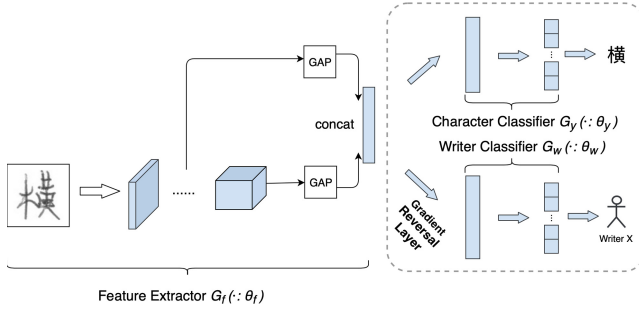 GAP
concat
GAP
横
......
Feature Extractor G_f (·: θ_f)
横
Character Classifier G_y (·: θ_y)
Writer Classifier G_w (·: θ_w)
Gradient
Reversal
Layer
Writer X